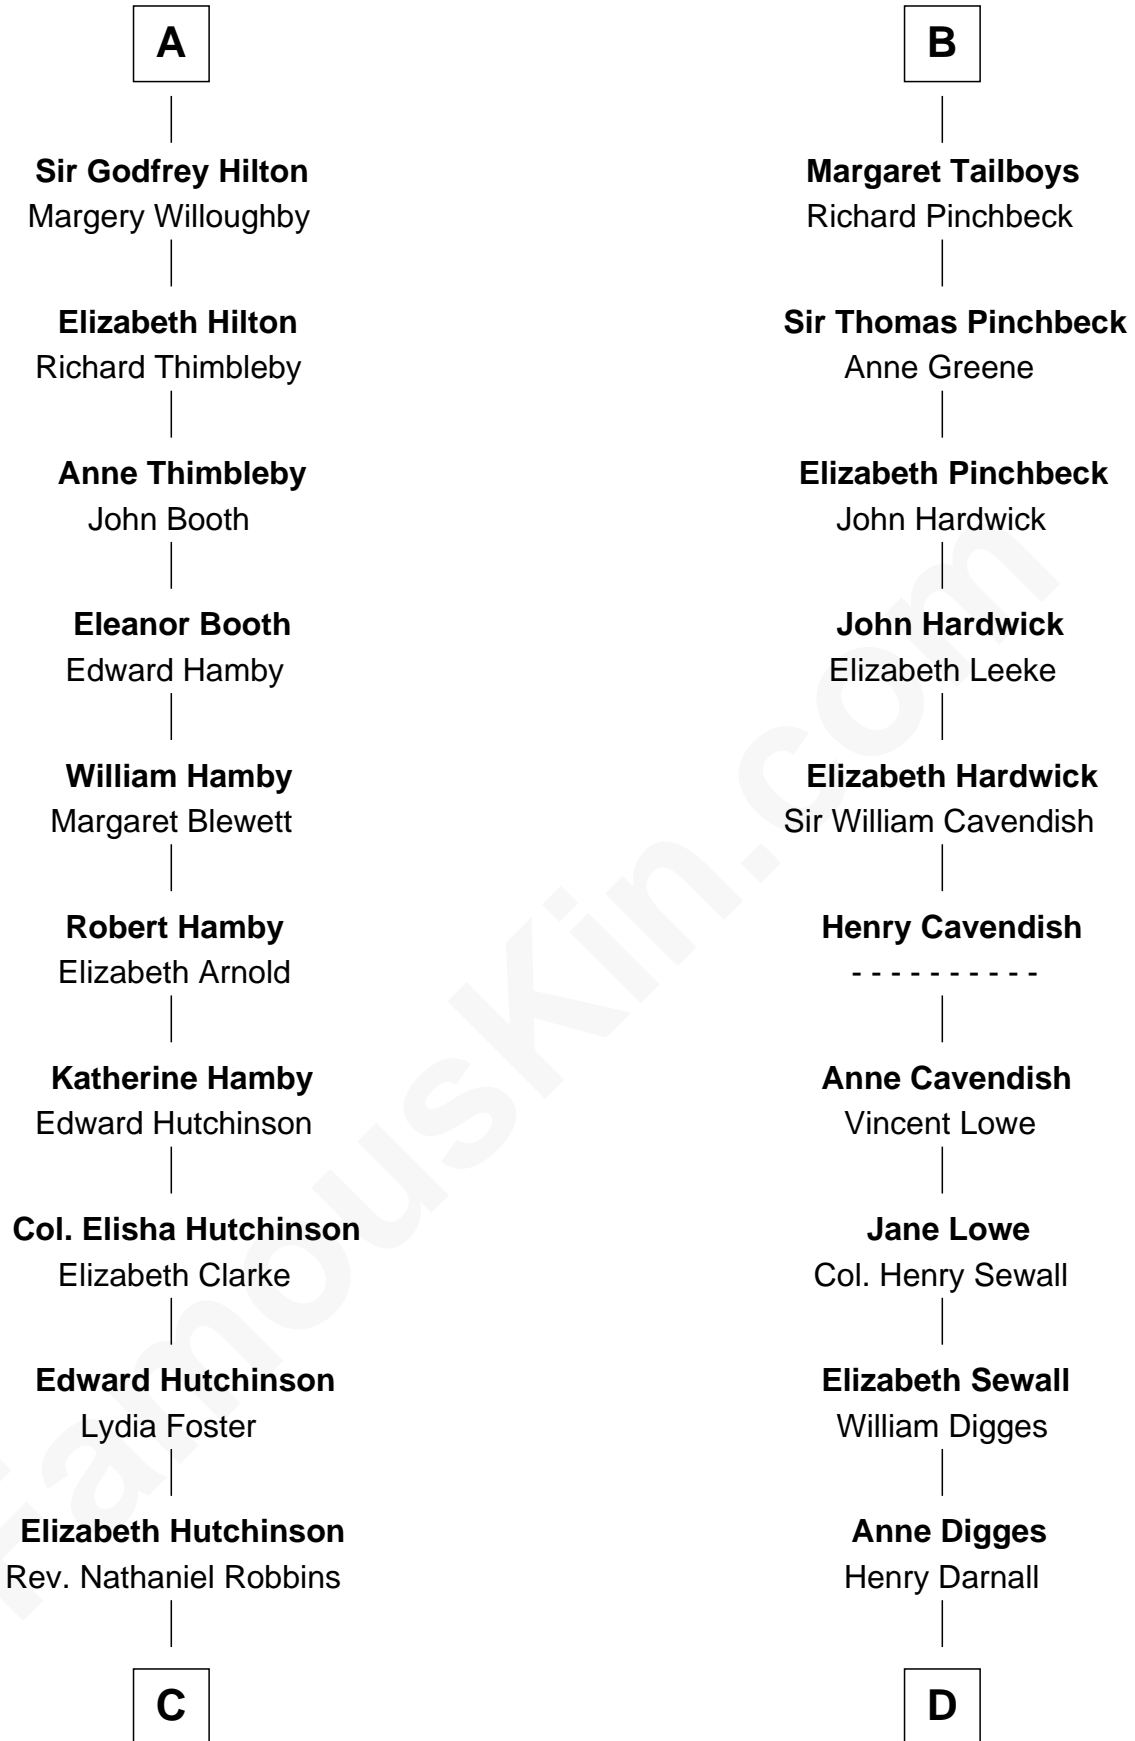 A
Sir Godfrey Hilton
Margery Willoughby
Elizabeth Hilton
Richard Thimbleby
Anne Thimbleby
John Booth
Eleanor Booth
Edward Hamby
William Hamby
Margaret Blewett
Robert Hamby
Elizabeth Arnold
Katherine Hamby
Edward Hutchinson
Col. Elisha Hutchinson
Elizabeth Clarke
Edward Hutchinson
Lydia Foster
Elizabeth Hutchinson
Rev. Nathaniel Robbins
C
B
Margaret Tailboys
Richard Pinchbeck
Sir Thomas Pinchbeck
Anne Greene
Elizabeth Pinchbeck
John Hardwick
John Hardwick
Elizabeth Leeke
Elizabeth Hardwick
Sir William Cavendish
Henry Cavendish
- - - - - - - - - -
Anne Cavendish
Vincent Lowe
Jane Lowe
Col. Henry Sewall
Elizabeth Sewall
William Digges
Anne Digges
Henry Darnall
D
FamousKin.com